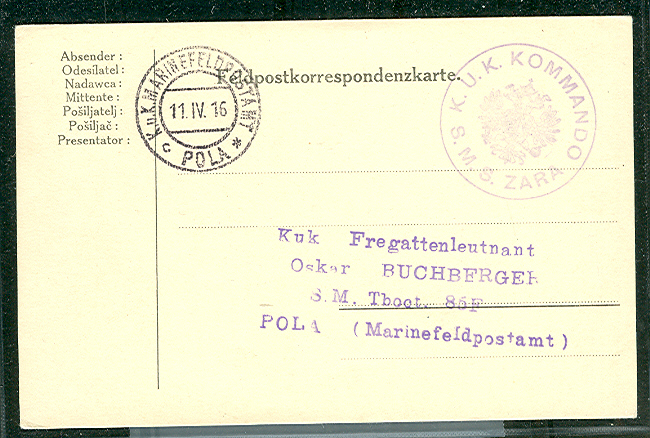 Absender :
Odesílatel :
Nadawca :
Mittente :
Pošiljatelj :
Pošiljač :
Presentator :
K.u.K. MARINEFELDPOSTAMT
11.IV.16
c POLA *
Feldpostkorrespondenzkarte.
K. U. K. KOMMANDO
S. M. S. ZARA
Kuk Fregattenleutnant
Oskar BUCHBERGER
S.M. Tboot. 85F
POLA (Marinefeldpostamt)